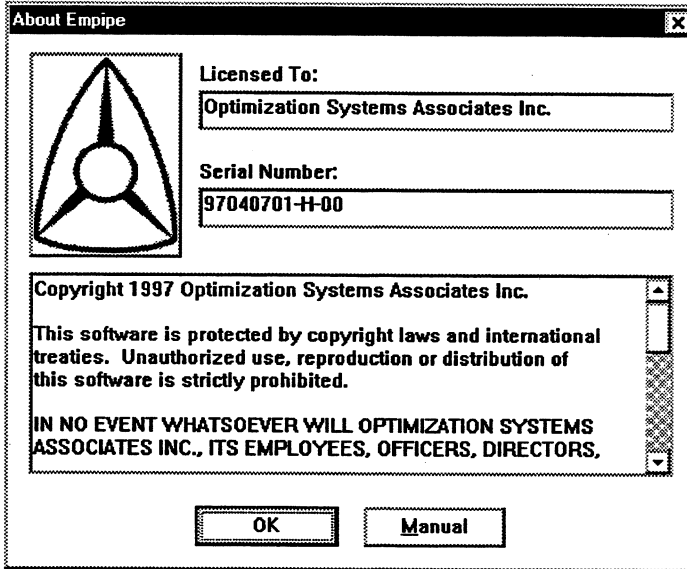 About Empipe
Licensed To:
Optimization Systems Associates Inc.
Serial Number:
97040701-H-00
Copyright 1997 Optimization Systems Associates Inc.
This software is protected by copyright laws and international
treaties.  Unauthorized use, reproduction or distribution of
this software is strictly prohibited.
IN NO EVENT WHATSOEVER WILL OPTIMIZATION SYSTEMS
ASSOCIATES INC., ITS EMPLOYEES, OFFICERS, DIRECTORS,
OK
Manual